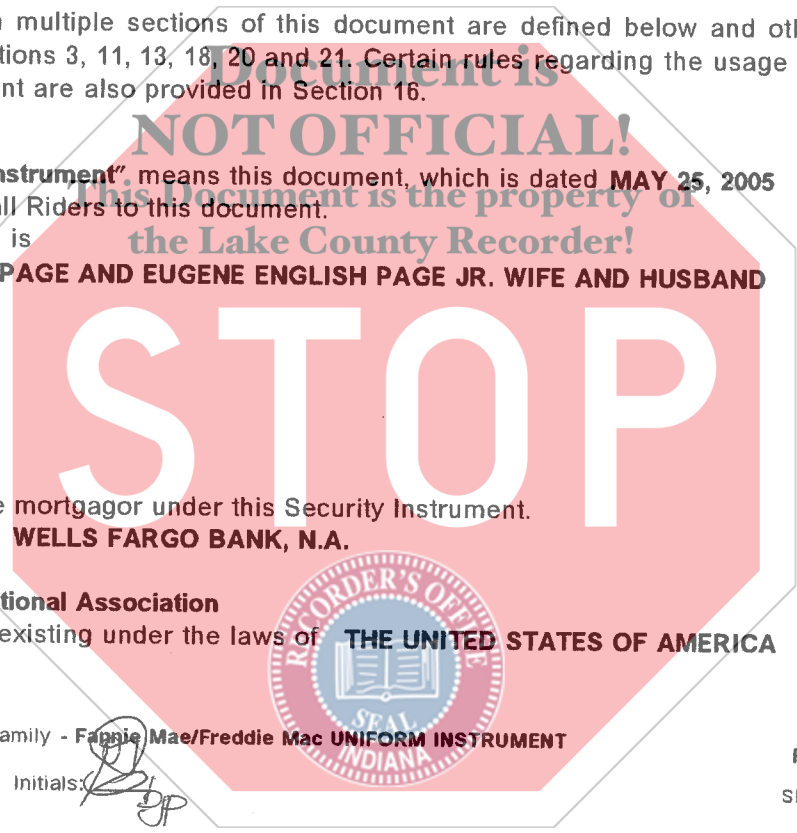 multiple sections of this document are defined below and
tions 3, 11, 13, 18, 20 and 21. Certain rules regarding the usage
nt are also provided in Section 16.
Document is
NOT OFFICIAL!
nstrument" means this document, which is dated MAY 25, 2005
This Document is the property of
all Riders to this document.
is
the Lake County Recorder!
PAGE AND EUGENE ENGLISH PAGE JR. WIFE AND HUSBAND
STOP
e mortgagor under this Security Instrument.
WELLS FARGO BANK, N.A.
tional Association
existing under the laws of THE UNITED STATES OF AMERICA
RECORDER'S OFFICE
SEAL
INDIANA
amily - Fannie Mae/Freddie Mac UNIFORM INSTRUMENT
Initials:
DJP